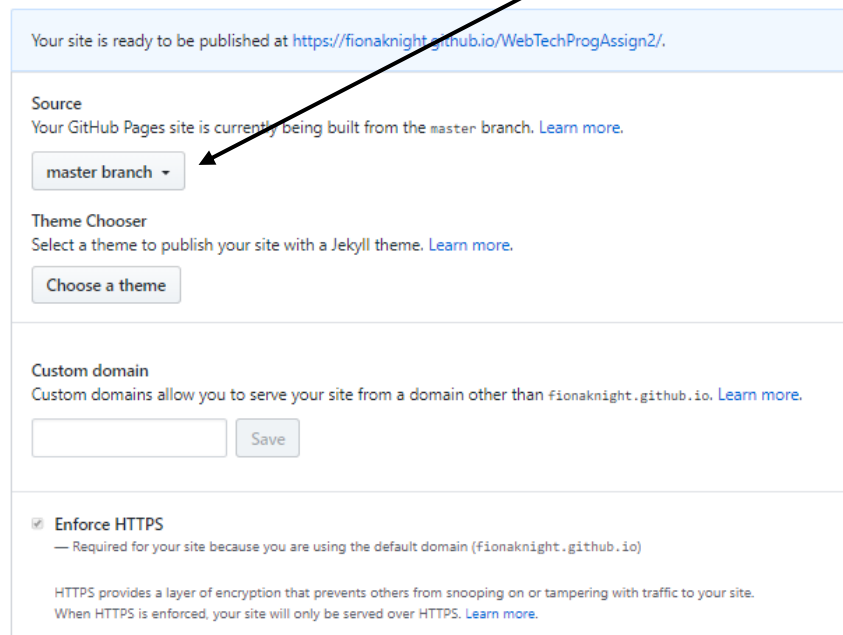 Your site is ready to be published at https://fionaknight.github.io/WebTechProgAssign2/.
Source
Your GitHub Pages site is currently being built from the master branch. Learn more.
master branch
Theme Chooser
Select a theme to publish your site with a Jekyll theme. Learn more.
Choose a theme
Custom domain
Custom domains allow you to serve your site from a domain other than fionaknight.github.io. Learn more.
Save
Enforce HTTPS
— Required for your site because you are using the default domain (fionaknight.github.io)
HTTPS provides a layer of encryption that prevents others from snooping on or tampering with traffic to your site.
When HTTPS is enforced, your site will only be served over HTTPS. Learn more.